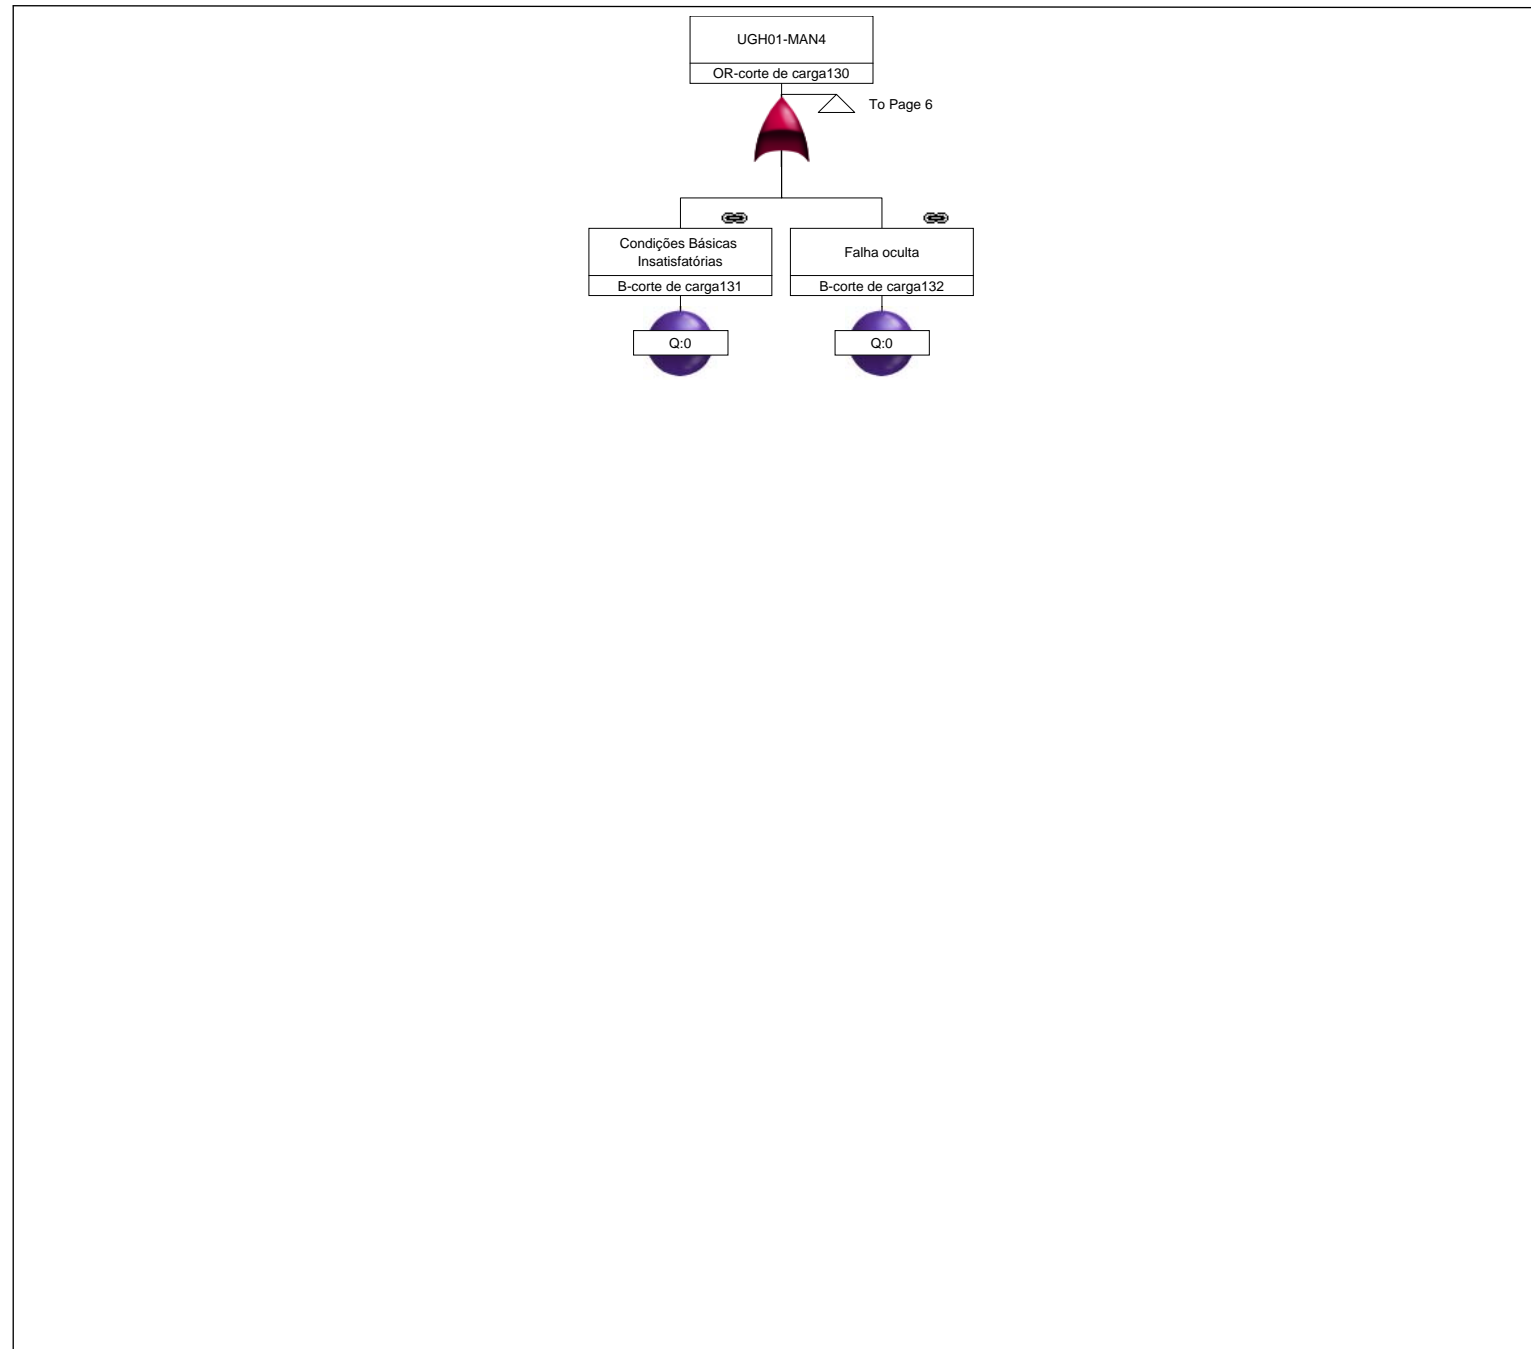 UGH01-MAN4
OR-corte de carga130
To Page 6
Condições Básicas
Insatisfatórias
B-corte de carga131
Falha oculta
B-corte de carga132
Q:0
Q:0